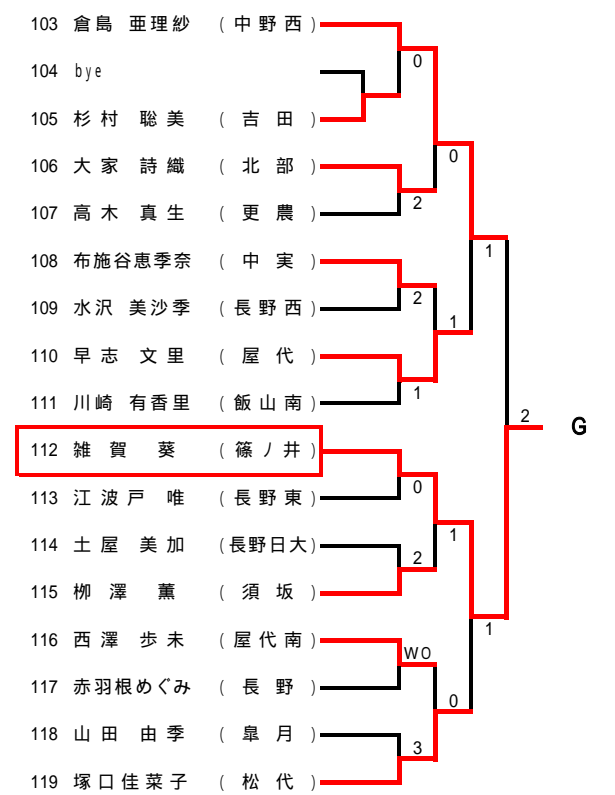 103 倉島 亜理紗 (中野西)
0
104 bye
105 杉村 聡美 (吉田)
0
106 大家 詩織 (北部)
2
107 高木 真生 (更農)
1
108 布施谷恵季奈 (中実)
2
109 水沢 美沙季 (長野西)
1
110 早志 文里 (屋代)
1
111 川崎 有香里 (飯山南)
2 G
112 雑賀 葵 (篠ノ井)
0
113 江波戸 唯 (長野東)
1
114 土屋 美加 (長野日大)
2
115 栁澤 薫 (須坂)
1
116 西澤 歩未 (屋代南)
WO
117 赤羽根めぐみ (長野)
0
118 山田 由季 (皐月)
3
119 塚口佳菜子 (松代)